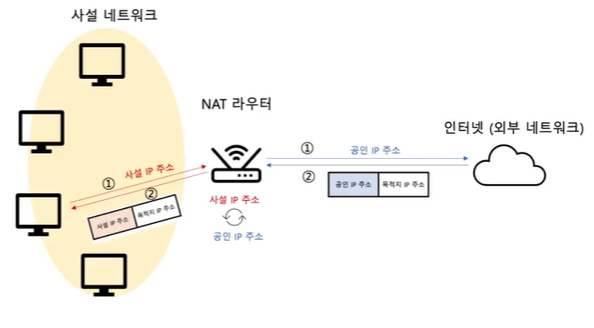 사설 네트워크
NAT 라우터
인터넷 (외부 네트워크)
① 사설 IP 주소
②
사설 IP 주소 목적지 IP 주소
① 공인 IP 주소
②
공인 IP 주소 목적지 IP 주소
사설 IP 주소
공인 IP 주소